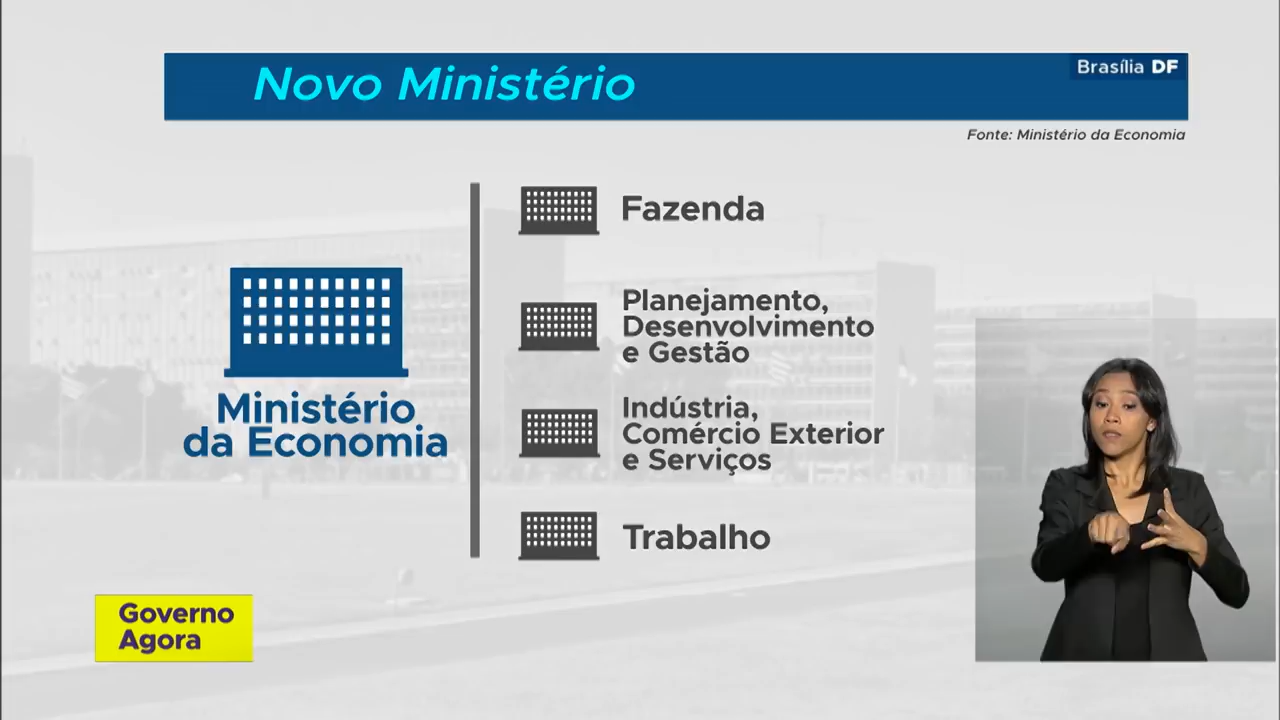 Novo Ministério
Brasília DF
Fonte: Ministério da Economia
Ministério
da Economia
Fazenda
Planejamento,
Desenvolvimento
e Gestão
Indústria,
Comércio Exterior
e Serviços
Trabalho
Governo
Agora